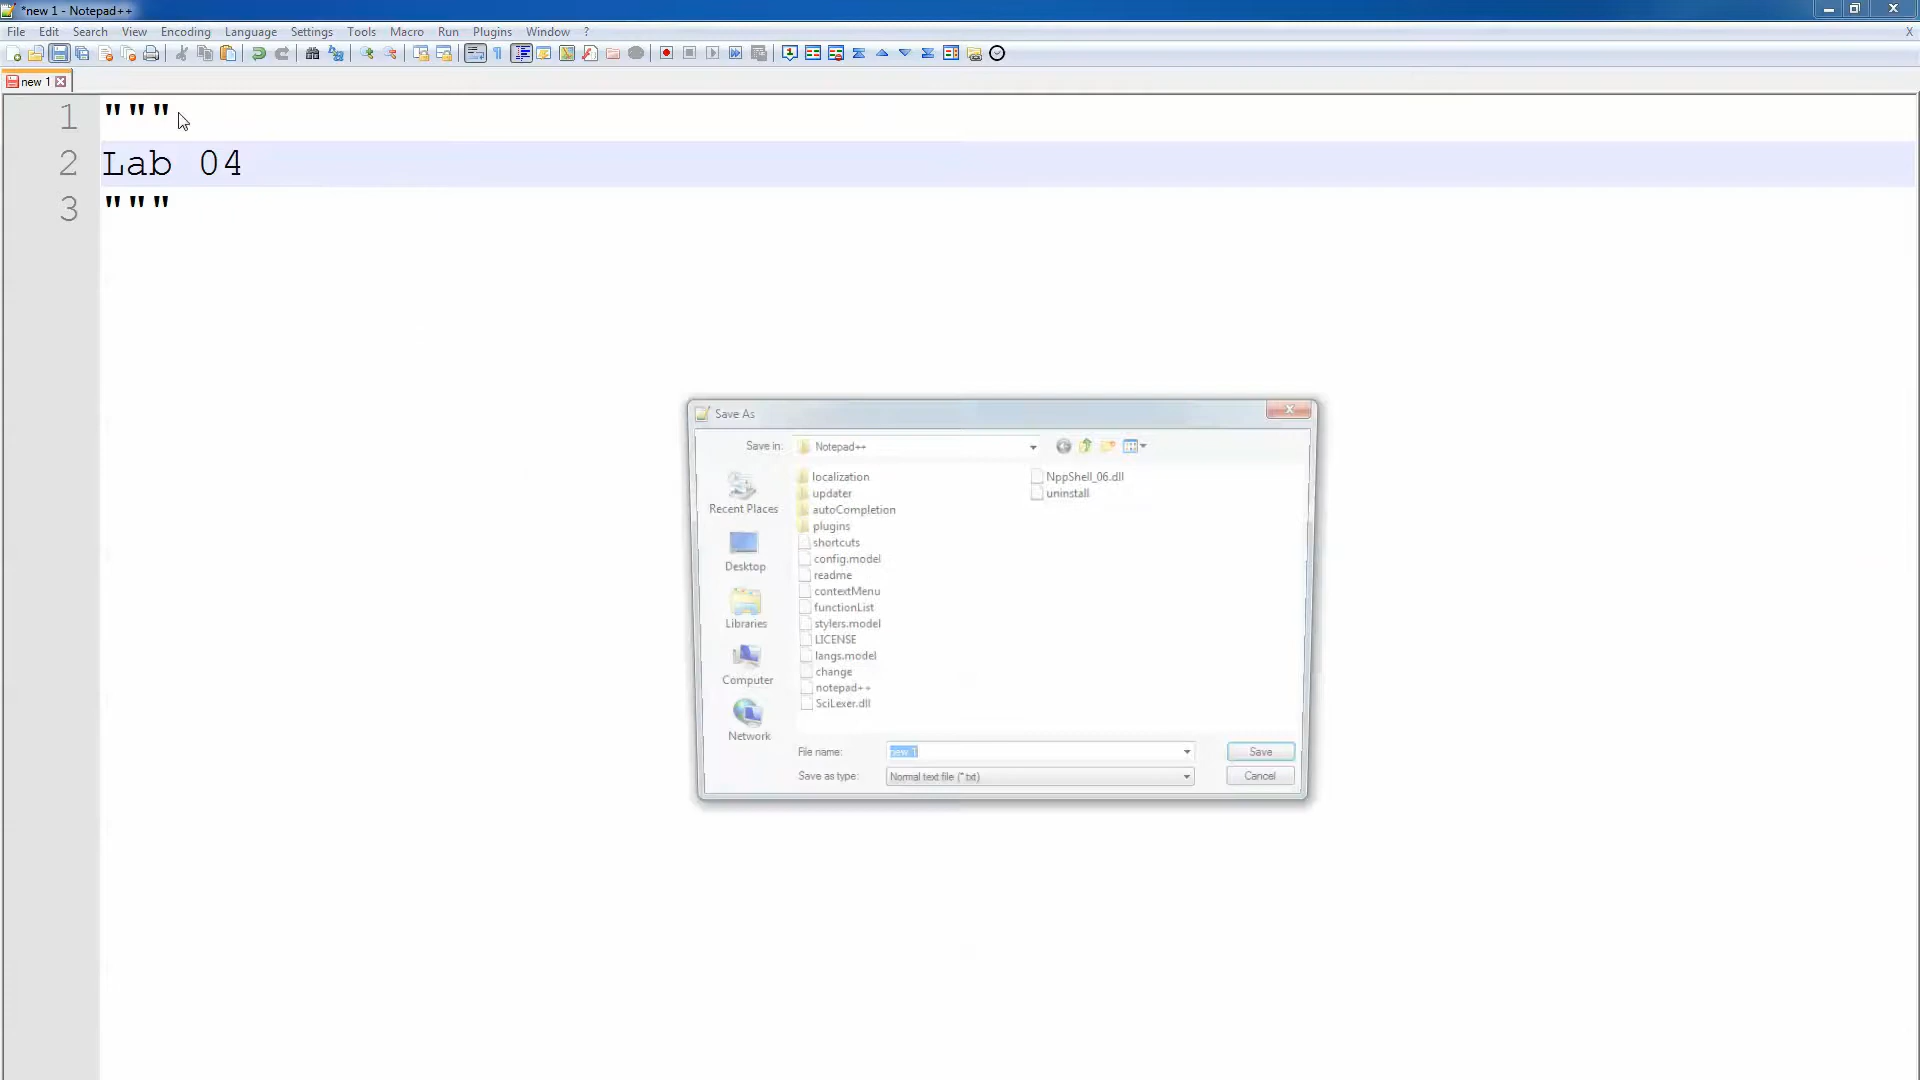 *new 1 - Notepad++
File Edit Search View Encoding Language Settings Tools Macro Run Plugins Window ? X
new 1
1 """
2 Lab 04
3 """
Save As
Save in: Notepad++
Recent Places
Desktop
Libraries
Computer
Network
localization
updater
autoCompletion
plugins
shortcuts
config.model
readme
contextMenu
functionList
stylers.model
LICENSE
langs.model
change
notepad++
SciLexer.dll
NppShell_06.dll
uninstall
File name: new 1 Save
Save as type: Normal text file (*.txt) Cancel